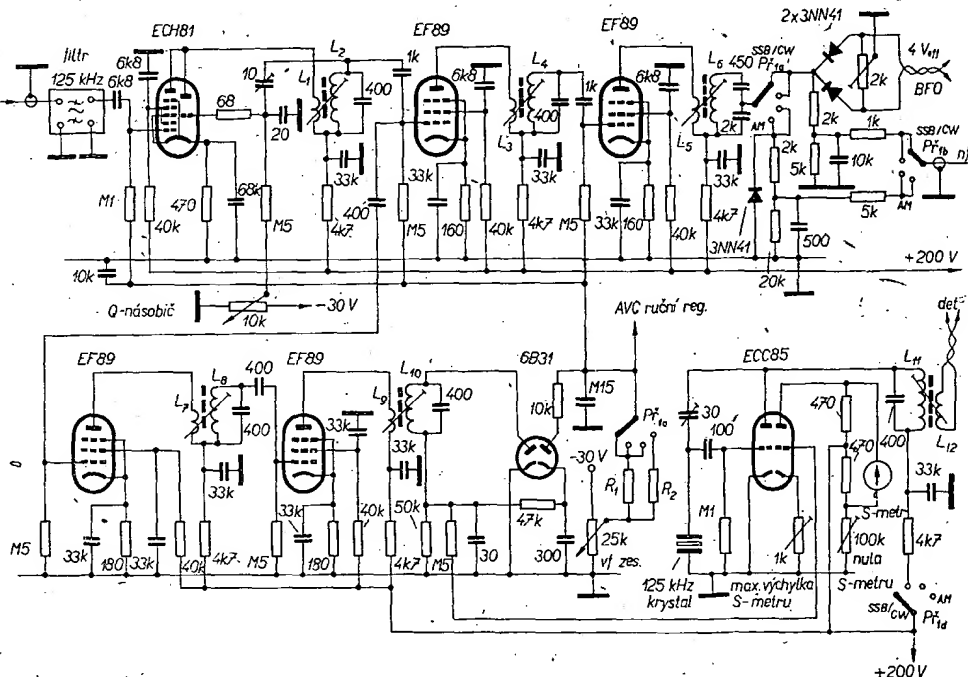 ECH81
L2
EF89
L4
EF89
2x3NN41
filtr
125 kHz
6k8
6k8
10
L1
400
1k
6k8
400
1k
6k8
L6
450
SSB/CW
Př1a
2k
4 Veff
BFO
68
20
L3
L5
2k
AM
2k
1k
SSB/CW
Př1b
nf
33k
33k
33k
2k
5k
10k
AM
5k
M1
40k
470
68k
M5
4k7
400
33k
M5
160
40k
4k7
M5
33k
160
40k
4k7
3NN41
20k
500
10k
+200 V
Q-násobič
10k
-30 V
AVC ruční reg.
EF89
EF89
6B31
ECC85
det
L8
400
L10
L11
L7
400
33k
L9
400
10k
M15
Př1c
30
100
470
400
L12
33k
33k
-30 V
470
33k
R1
R2
M1
S-metr
M5
33k
180
33k
40k
4k7
M5
33k
180
40k
4k7
50k
M5
30
47k
300
25k
vf zes.
1k
100k
4k7
nula
125 kHz
krystal
max. výchylka
S-metru
S-metru
AM
SSB/CW
Př1d
+200 V